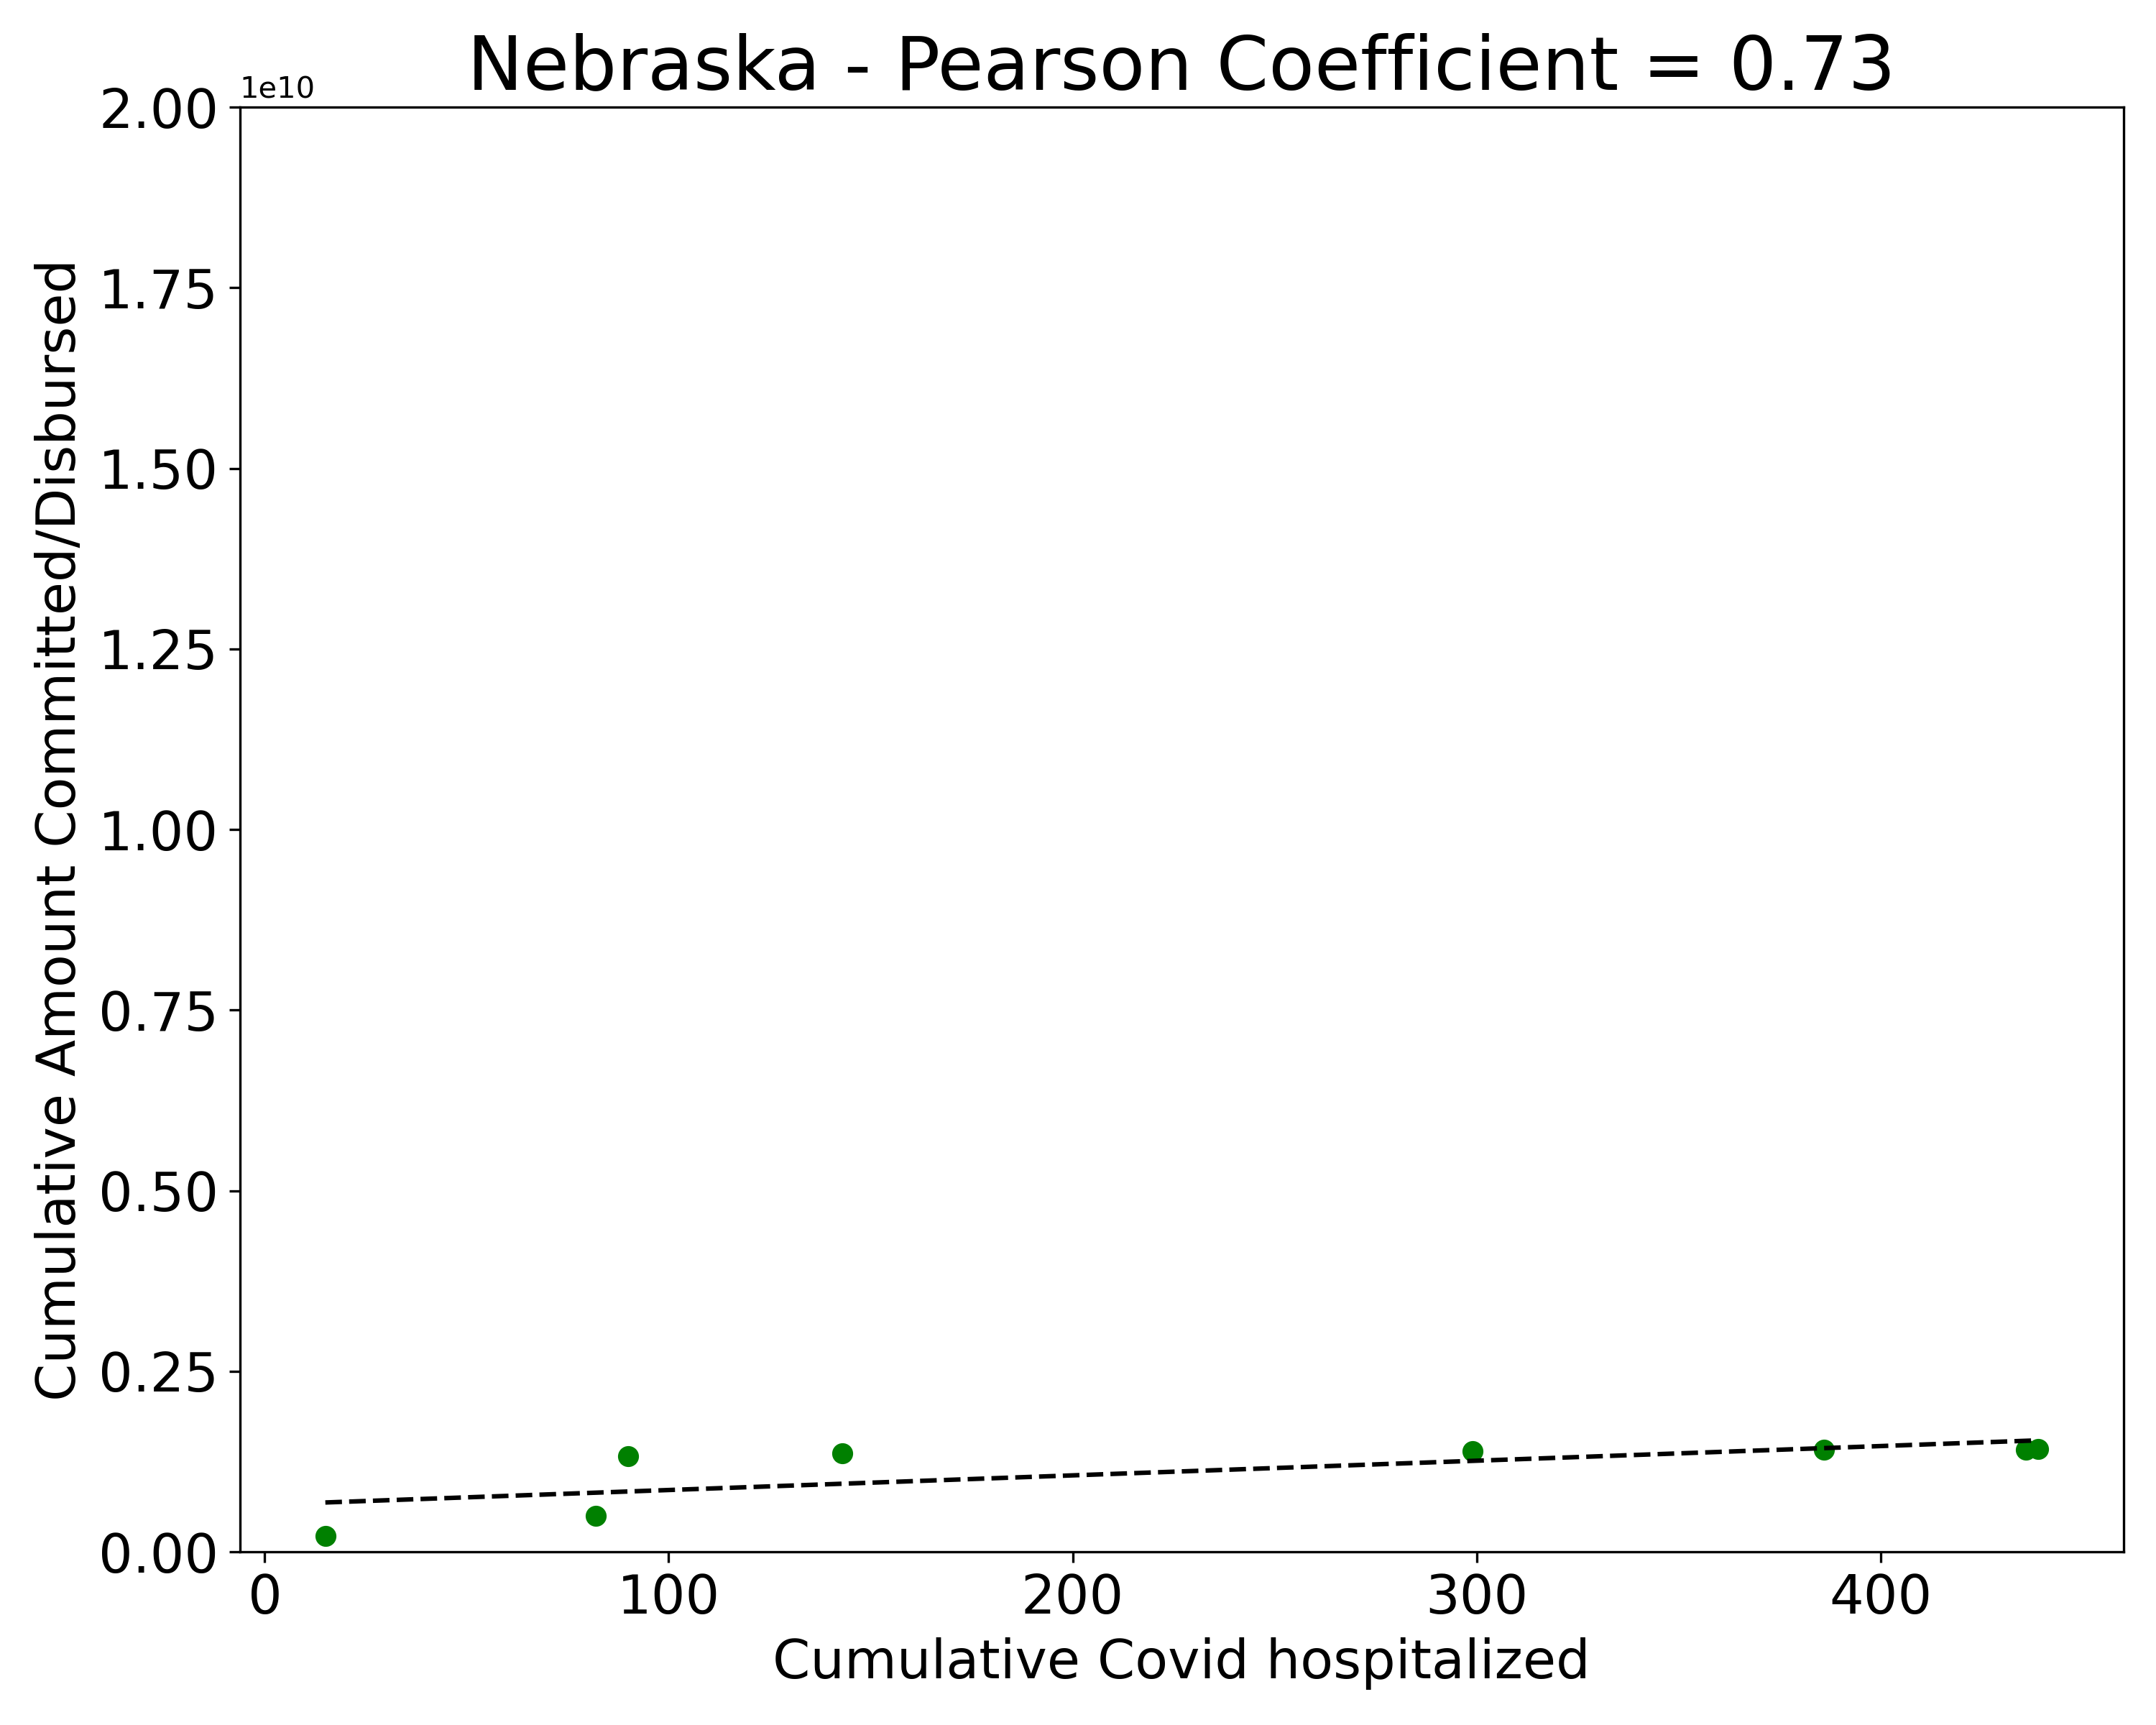 Nebraska - Pearson Coefficient = 0.73
1e10
2.00
1.75
1.50
1.25
1.00
0.75
0.50
0.25
0.00
Cumulative Amount Committed/Disbursed
0 100 200 300 400
Cumulative Covid hospitalized